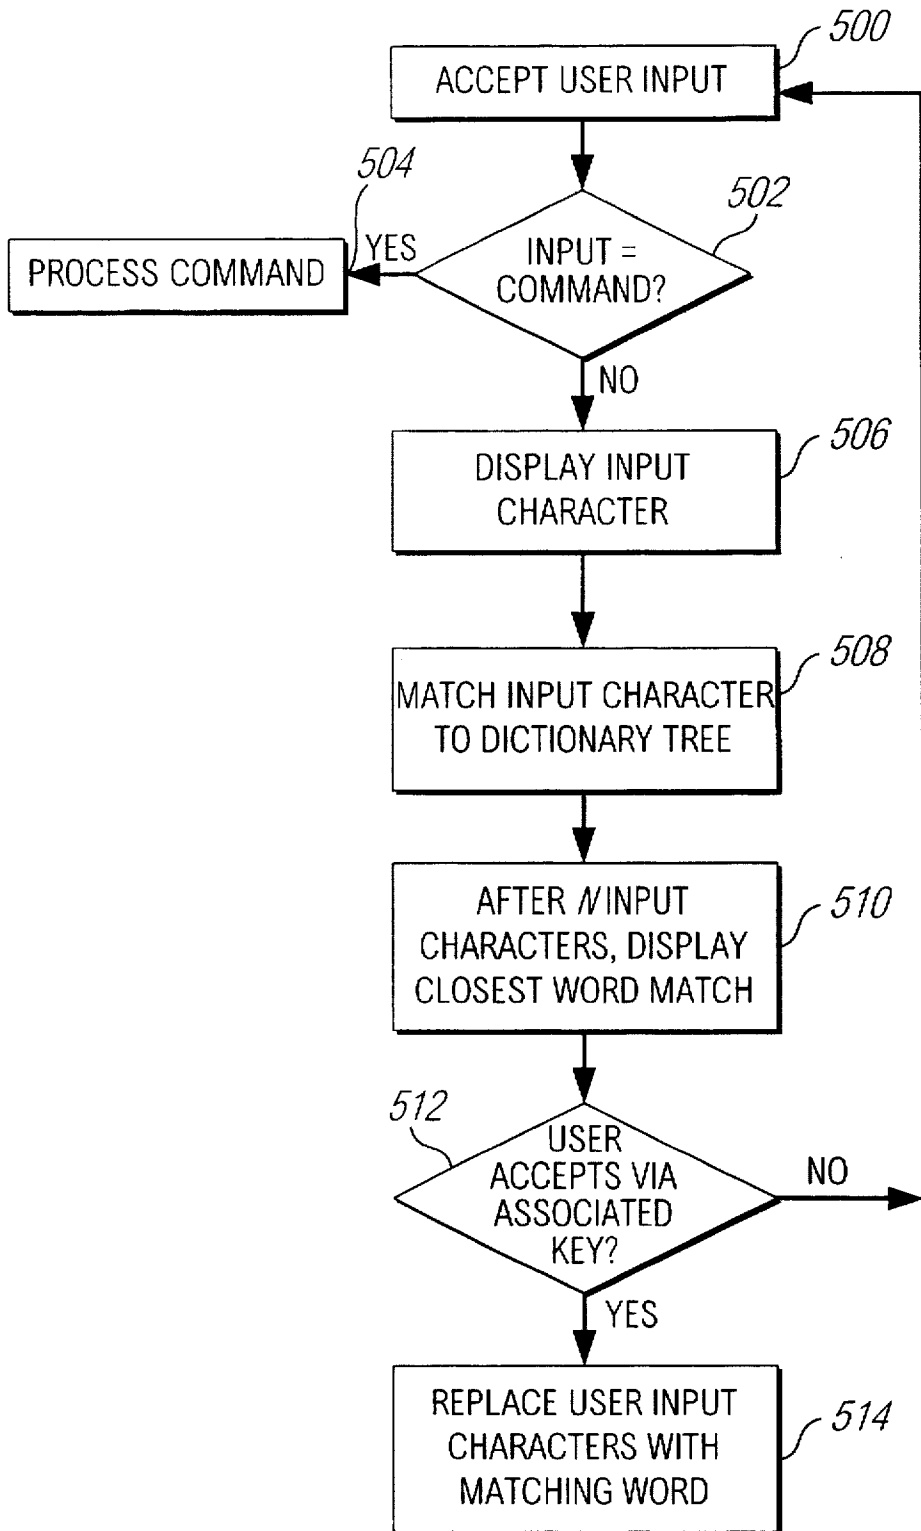 500
ACCEPT USER INPUT
504
502
YES
INPUT =
COMMAND?
PROCESS COMMAND
NO
506
DISPLAY INPUT
CHARACTER
508
MATCH INPUT CHARACTER
TO DICTIONARY TREE
510
AFTER N INPUT
CHARACTERS, DISPLAY
CLOSEST WORD MATCH
512
USER
ACCEPTS VIA
ASSOCIATED
KEY?
NO
YES
REPLACE USER INPUT
CHARACTERS WITH
MATCHING WORD
514